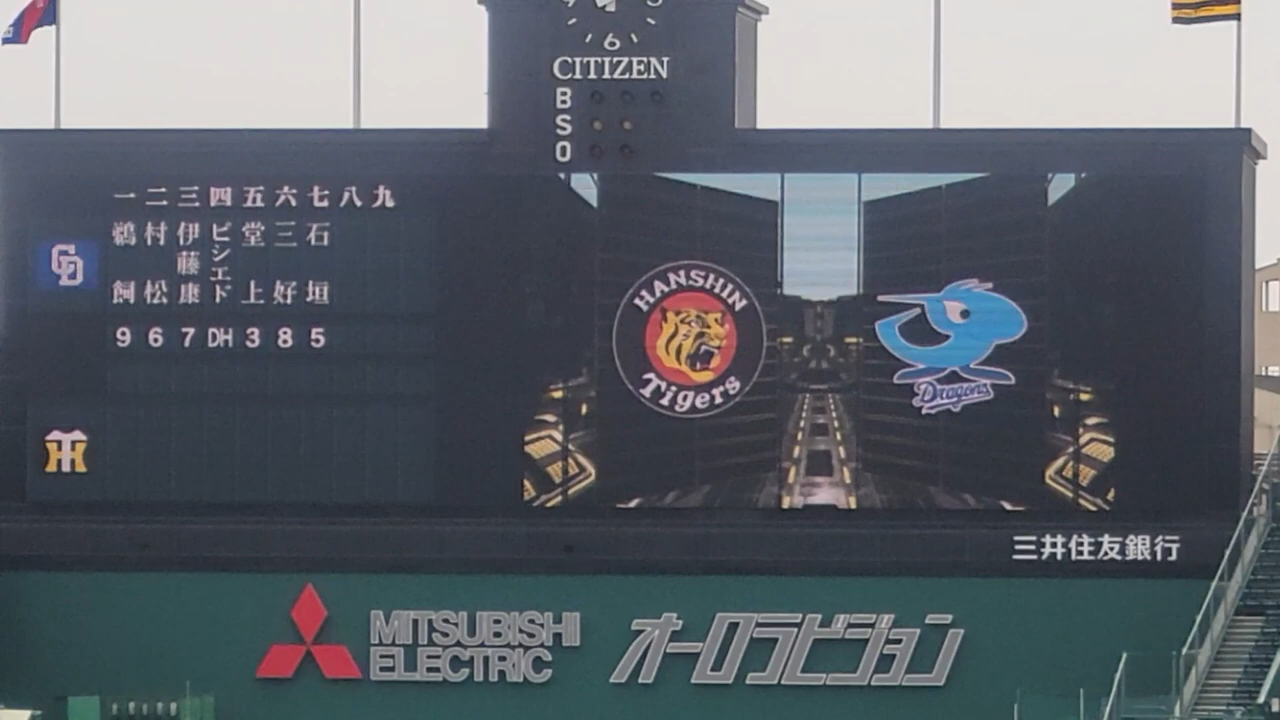 6
CITIZEN
B
S
O
一 二 三 四 五 六 七 八 九
鵜飼 村松 伊藤康 ビシエド 堂上 三好 石垣
9 6 7 DH 3 8 5
CD
HT
HANSHIN
Tigers
Dragons
三井住友銀行
MITSUBISHI
ELECTRIC
オーロラビジョン